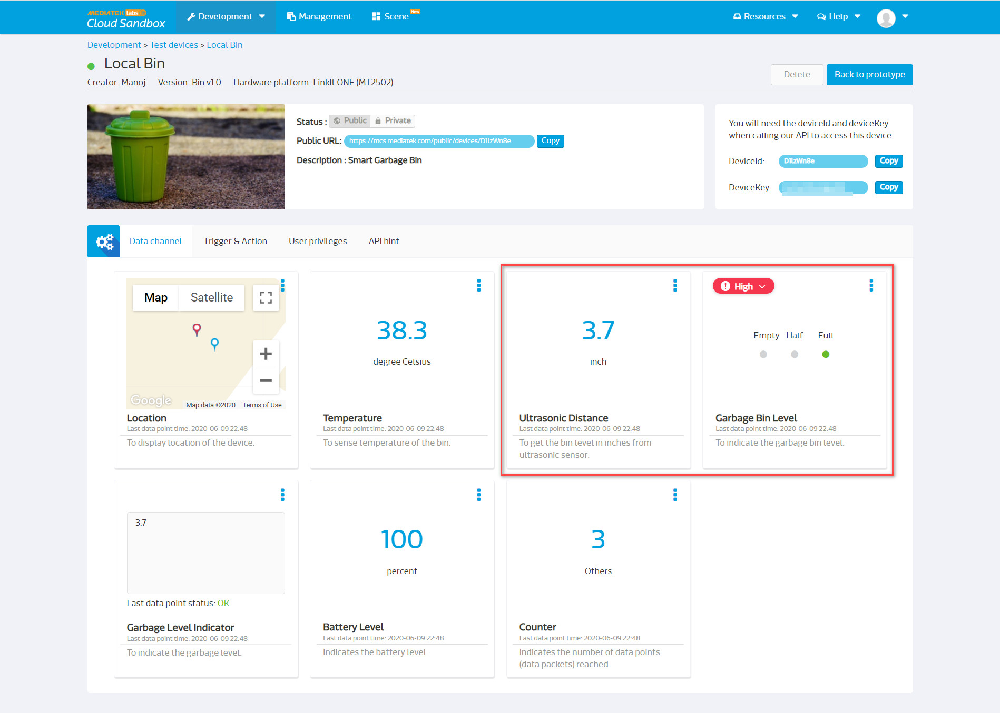 MEDIATEK labs
Cloud Sandbox
Development
Management
Scene
New
Resources
Help
Development > Test devices > Local Bin
Local Bin
Creator: Manoj Version: Bin v1.0 Hardware platform: LinkIt ONE (MT2502)
Delete
Back to prototype
Status : Public Private
Public URL: https://mcs.mediatek.com/public/devices/D1lzWn8e Copy
Description : Smart Garbage Bin
You will need the deviceId and deviceKey
when calling our API to access this device
DeviceId: D1lzWn8e Copy
DeviceKey: Copy
Data channel
Trigger & Action
User privileges
API hint
Map Satellite
Google
Map data ©2020 Terms of Use
Location
Last data point time: 2020-06-09 22:48
To display location of the device.
38.3
degree Celsius
Temperature
Last data point time: 2020-06-09 22:48
To sense temperature of the bin.
3.7
inch
Ultrasonic Distance
Last data point time: 2020-06-09 22:48
To get the bin level in inches from
ultrasonic sensor.
High
Empty Half Full
Garbage Bin Level
Last data point time: 2020-06-09 22:48
To indicate the garbage bin level.
3.7
Last data point status: OK
Garbage Level Indicator
Last data point time: 2020-06-09 22:48
To indicate the garbage level.
100
percent
Battery Level
Last data point time: 2020-06-09 22:48
Indicates the battery level
3
Others
Counter
Last data point time: 2020-06-09 22:48
Indicates the number of data points
(data packets) reached